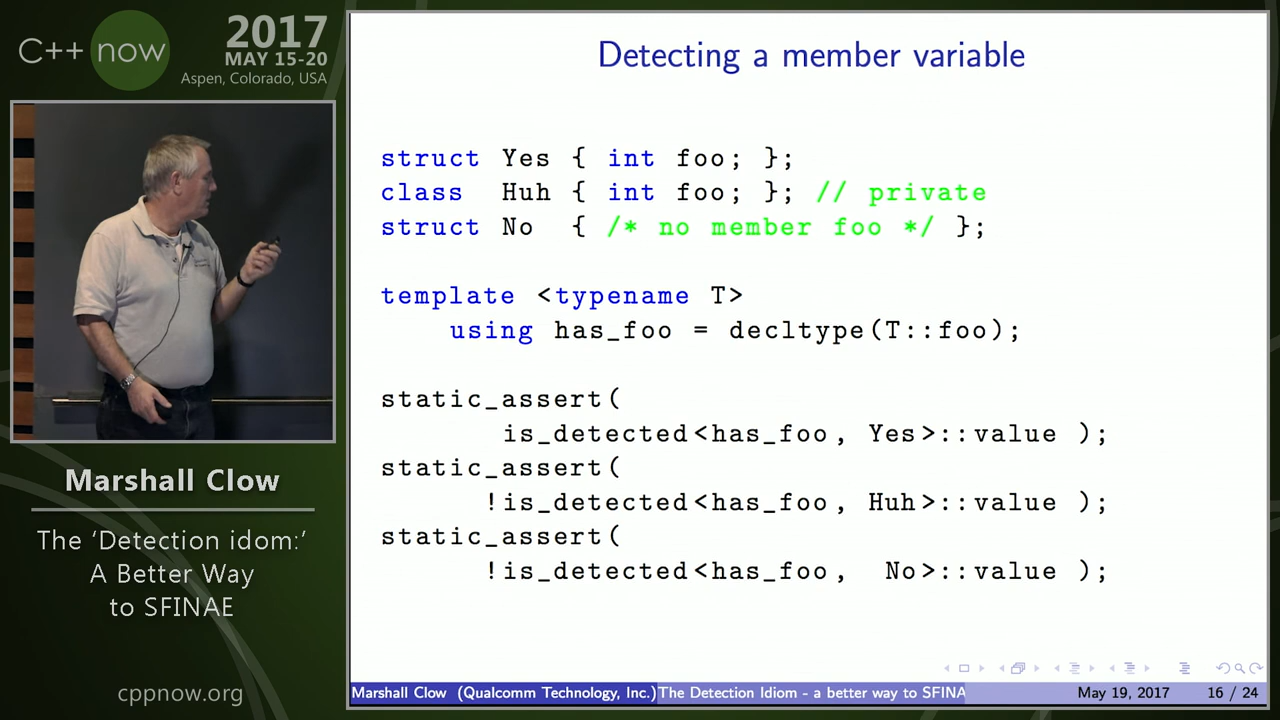 C++ now
2017
MAY 15-20
Aspen, Colorado, USA
Marshall Clow
The ‘Detection idom:’
A Better Way
to SFINAE
cppnow.org
Detecting a member variable
struct Yes { int foo; };
class Huh { int foo; }; // private
struct No { /* no member foo */ };
template <typename T>
using has_foo = decltype(T::foo);
static_assert(
is_detected<has_foo, Yes>::value );
static_assert(
!is_detected<has_foo, Huh>::value );
static_assert(
!is_detected<has_foo, No>::value );
Marshall Clow (Qualcomm Technology, Inc.) The Detection Idiom - a better way to SFINA May 19, 2017 16 / 24